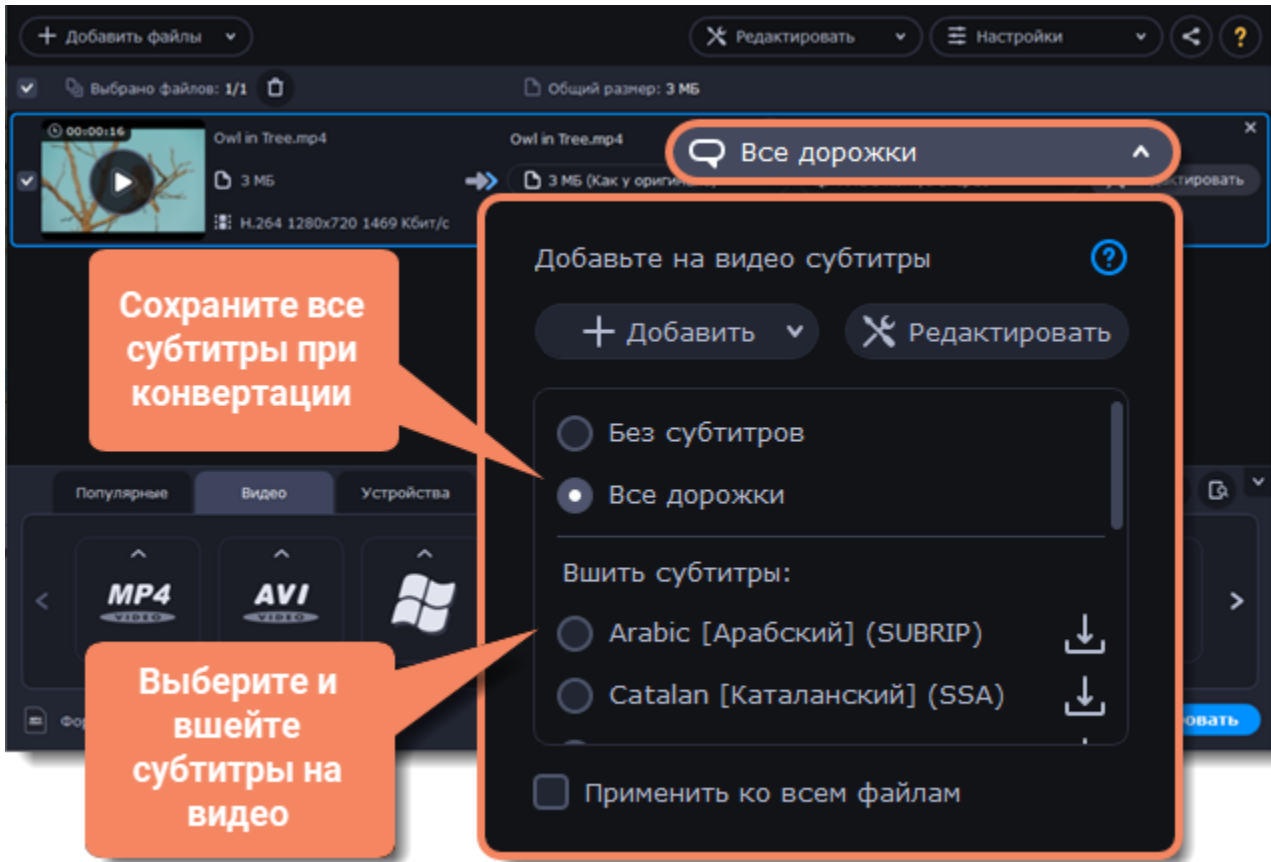 Добавить файлы
Редактировать
Настройки
?
Выбрано файлов: 1/1
Общий размер: 3 МБ
00:00:16
Owl in Tree.mp4
3 МБ
H.264 1280x720 1469 Кбит/с
Owl in Tree.mp4
3 МБ (Как у
Все дорожки
Добавьте на видео субтитры
?
Добавить
Редактировать
Без субтитров
Все дорожки
Вшить субтитры:
Arabic [Арабский] (SUBRIP)
Catalan [Каталанский] (SSA)
Применить ко всем файлам
Сохраните все
субтитры при
конвертации
Популярные
Видео
Устройства
MP4
VIDEO
AVI
VIDEO
Выберите и
вшейте
субтитры на
видео